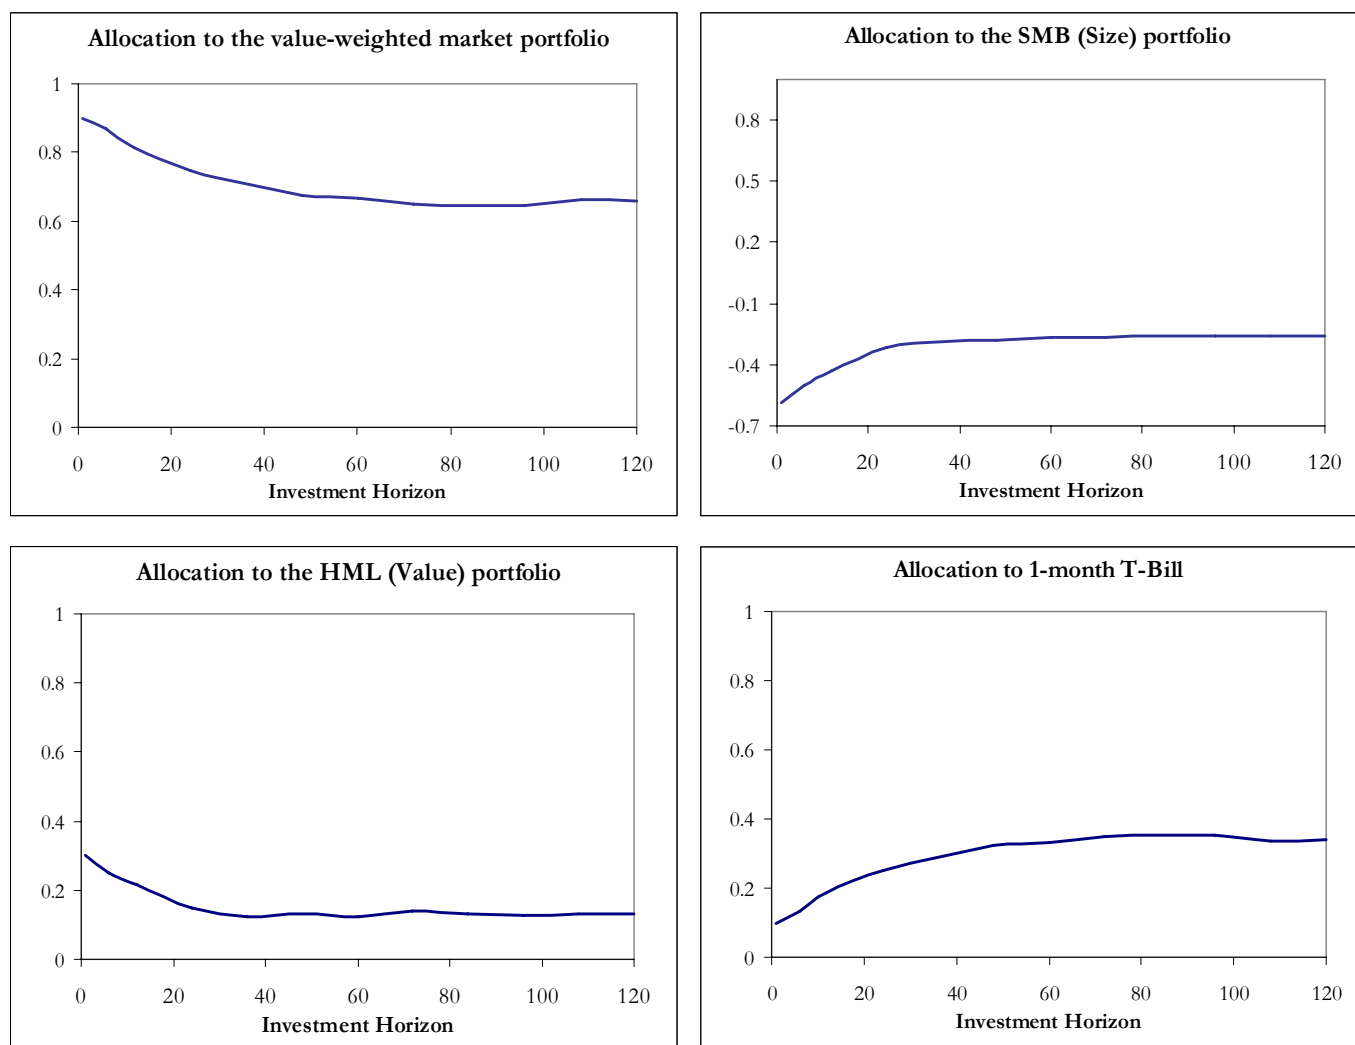 Allocation to the value-weighted market portfolio
1
0.8
0.6
0.4
0.2
0
0 20 40 60 80 100 120
Investment Horizon
Allocation to the SMB (Size) portfolio
0.8
0.5
0.2
-0.1
-0.4
-0.7
0 20 40 60 80 100 120
Investment Horizon
Allocation to the HML (Value) portfolio
1
0.8
0.6
0.4
0.2
0
0 20 40 60 80 100 120
Investment Horizon
Allocation to 1-month T-Bill
1
0.8
0.6
0.4
0.2
0
0 20 40 60 80 100 120
Investment Horizon